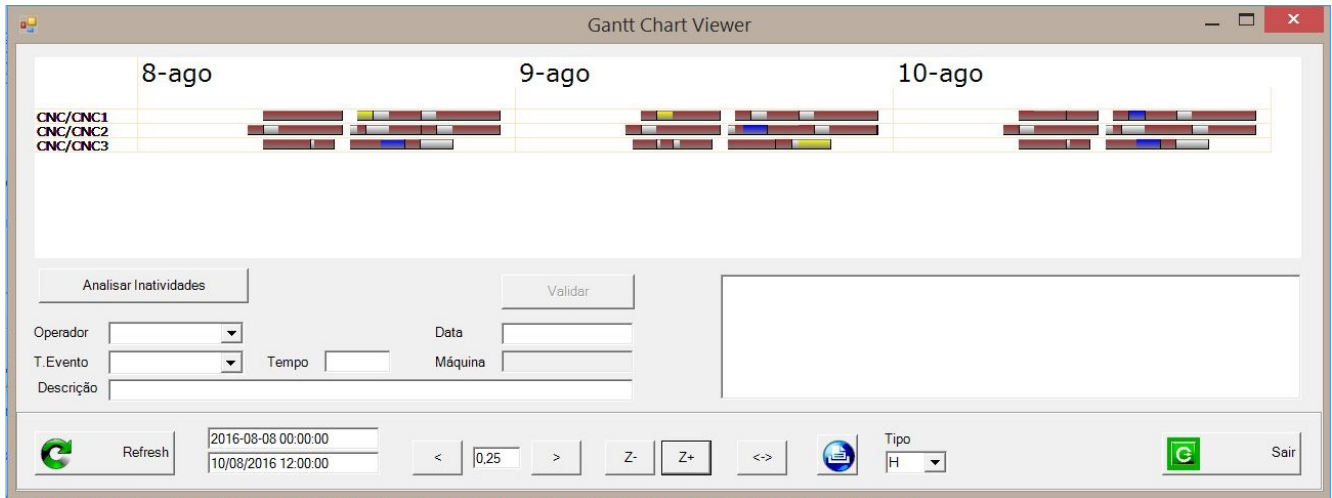 Gantt Chart Viewer
8-ago 9-ago 10-ago
CNC/CNC1
CNC/CNC2
CNC/CNC3
Analisar Inatividades
Validar
Operador
Data
T.Evento
Tempo
Máquina
Descrição
Refresh
2016-08-08 00:00:00
10/08/2016 12:00:00
<
0,25
>
Z-
Z+
<->
Tipo
H
Sair